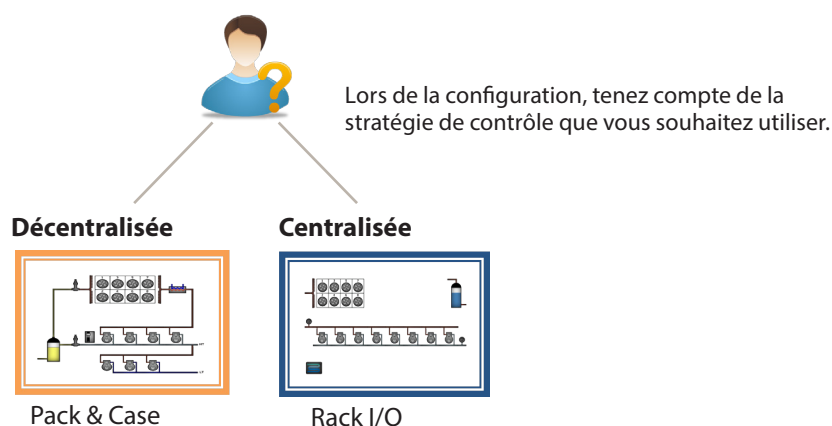 Lors de la configuration, tenez compte de la
stratégie de contrôle que vous souhaitez utiliser.
Décentralisée
Centralisée
Pack & Case
Rack I/O